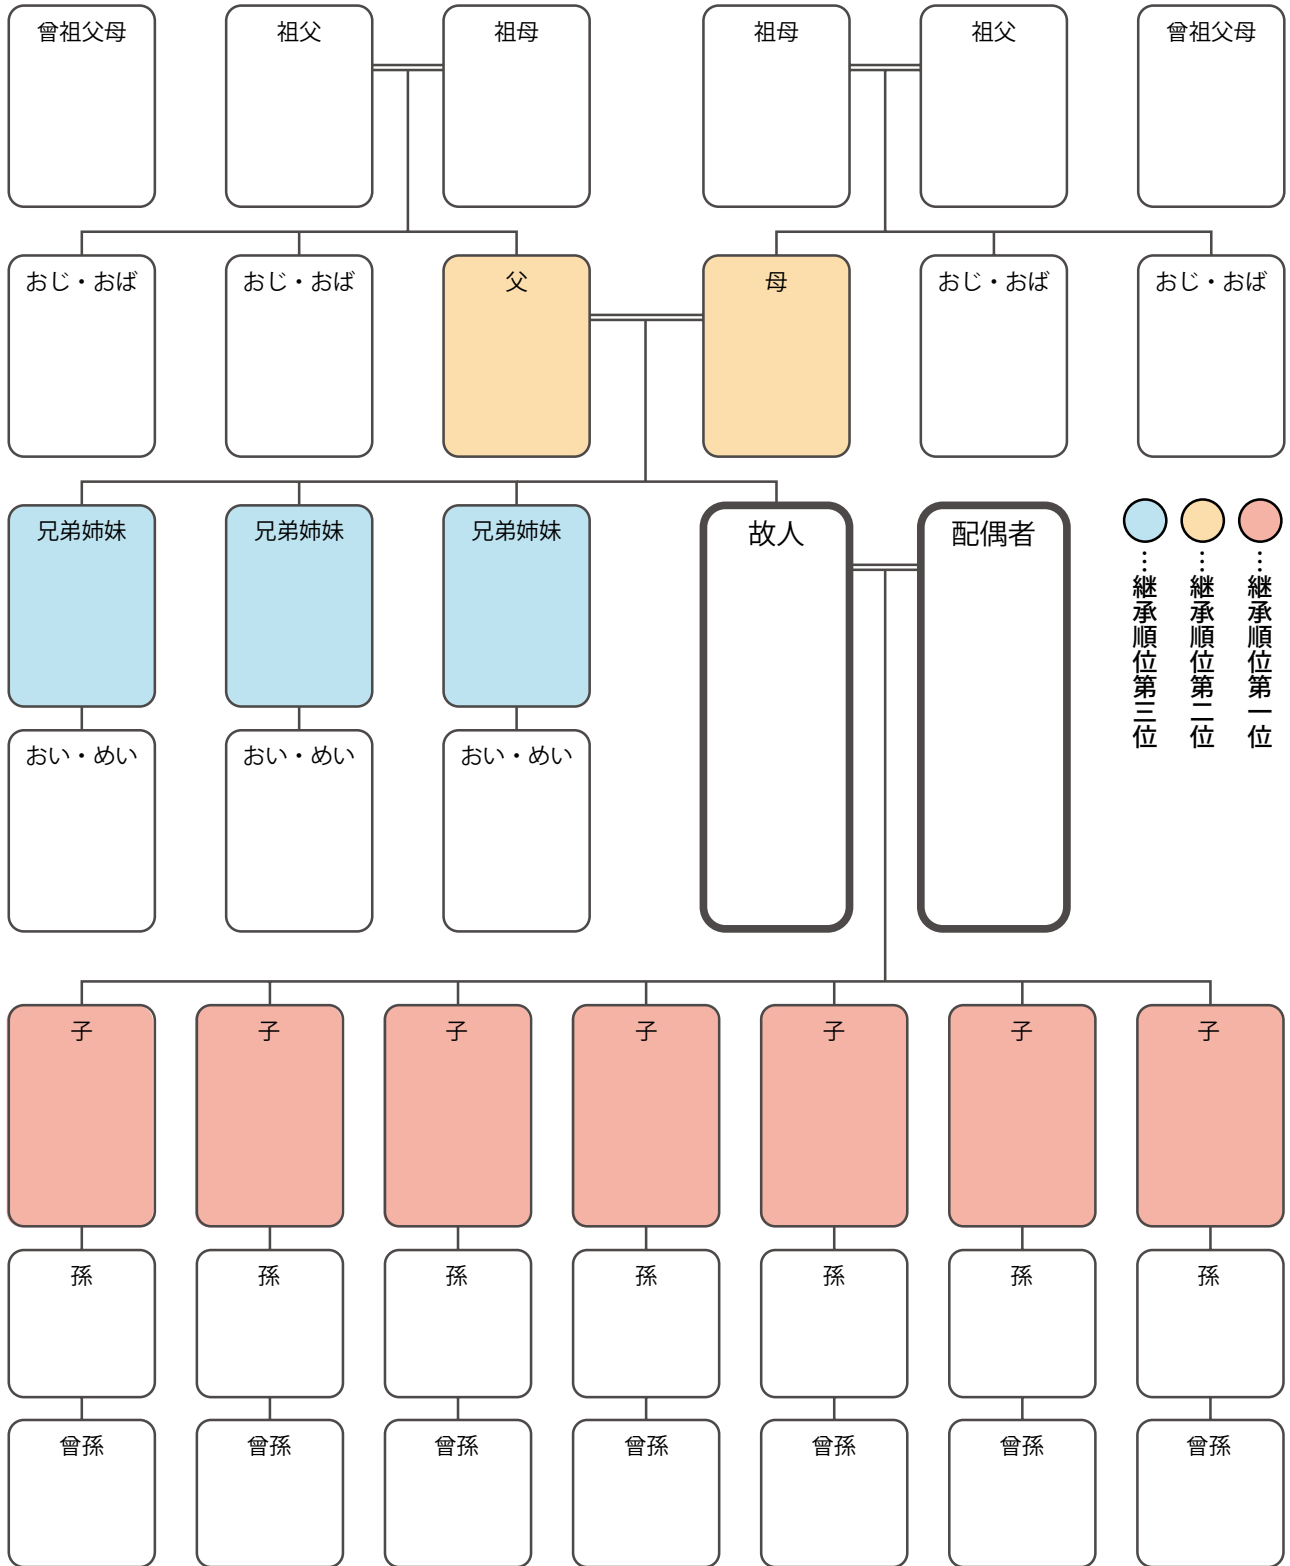 曾祖父母
祖父
祖母
祖母
祖父
曾祖父母
おじ・おば
おじ・おば
父
母
おじ・おば
おじ・おば
兄弟姉妹
兄弟姉妹
兄弟姉妹
故人
配偶者
…継承順位第一位
…継承順位第二位
…継承順位第三位
おい・めい
おい・めい
おい・めい
子
子
子
子
子
子
子
孫
孫
孫
孫
孫
孫
孫
曾孫
曾孫
曾孫
曾孫
曾孫
曾孫
曾孫